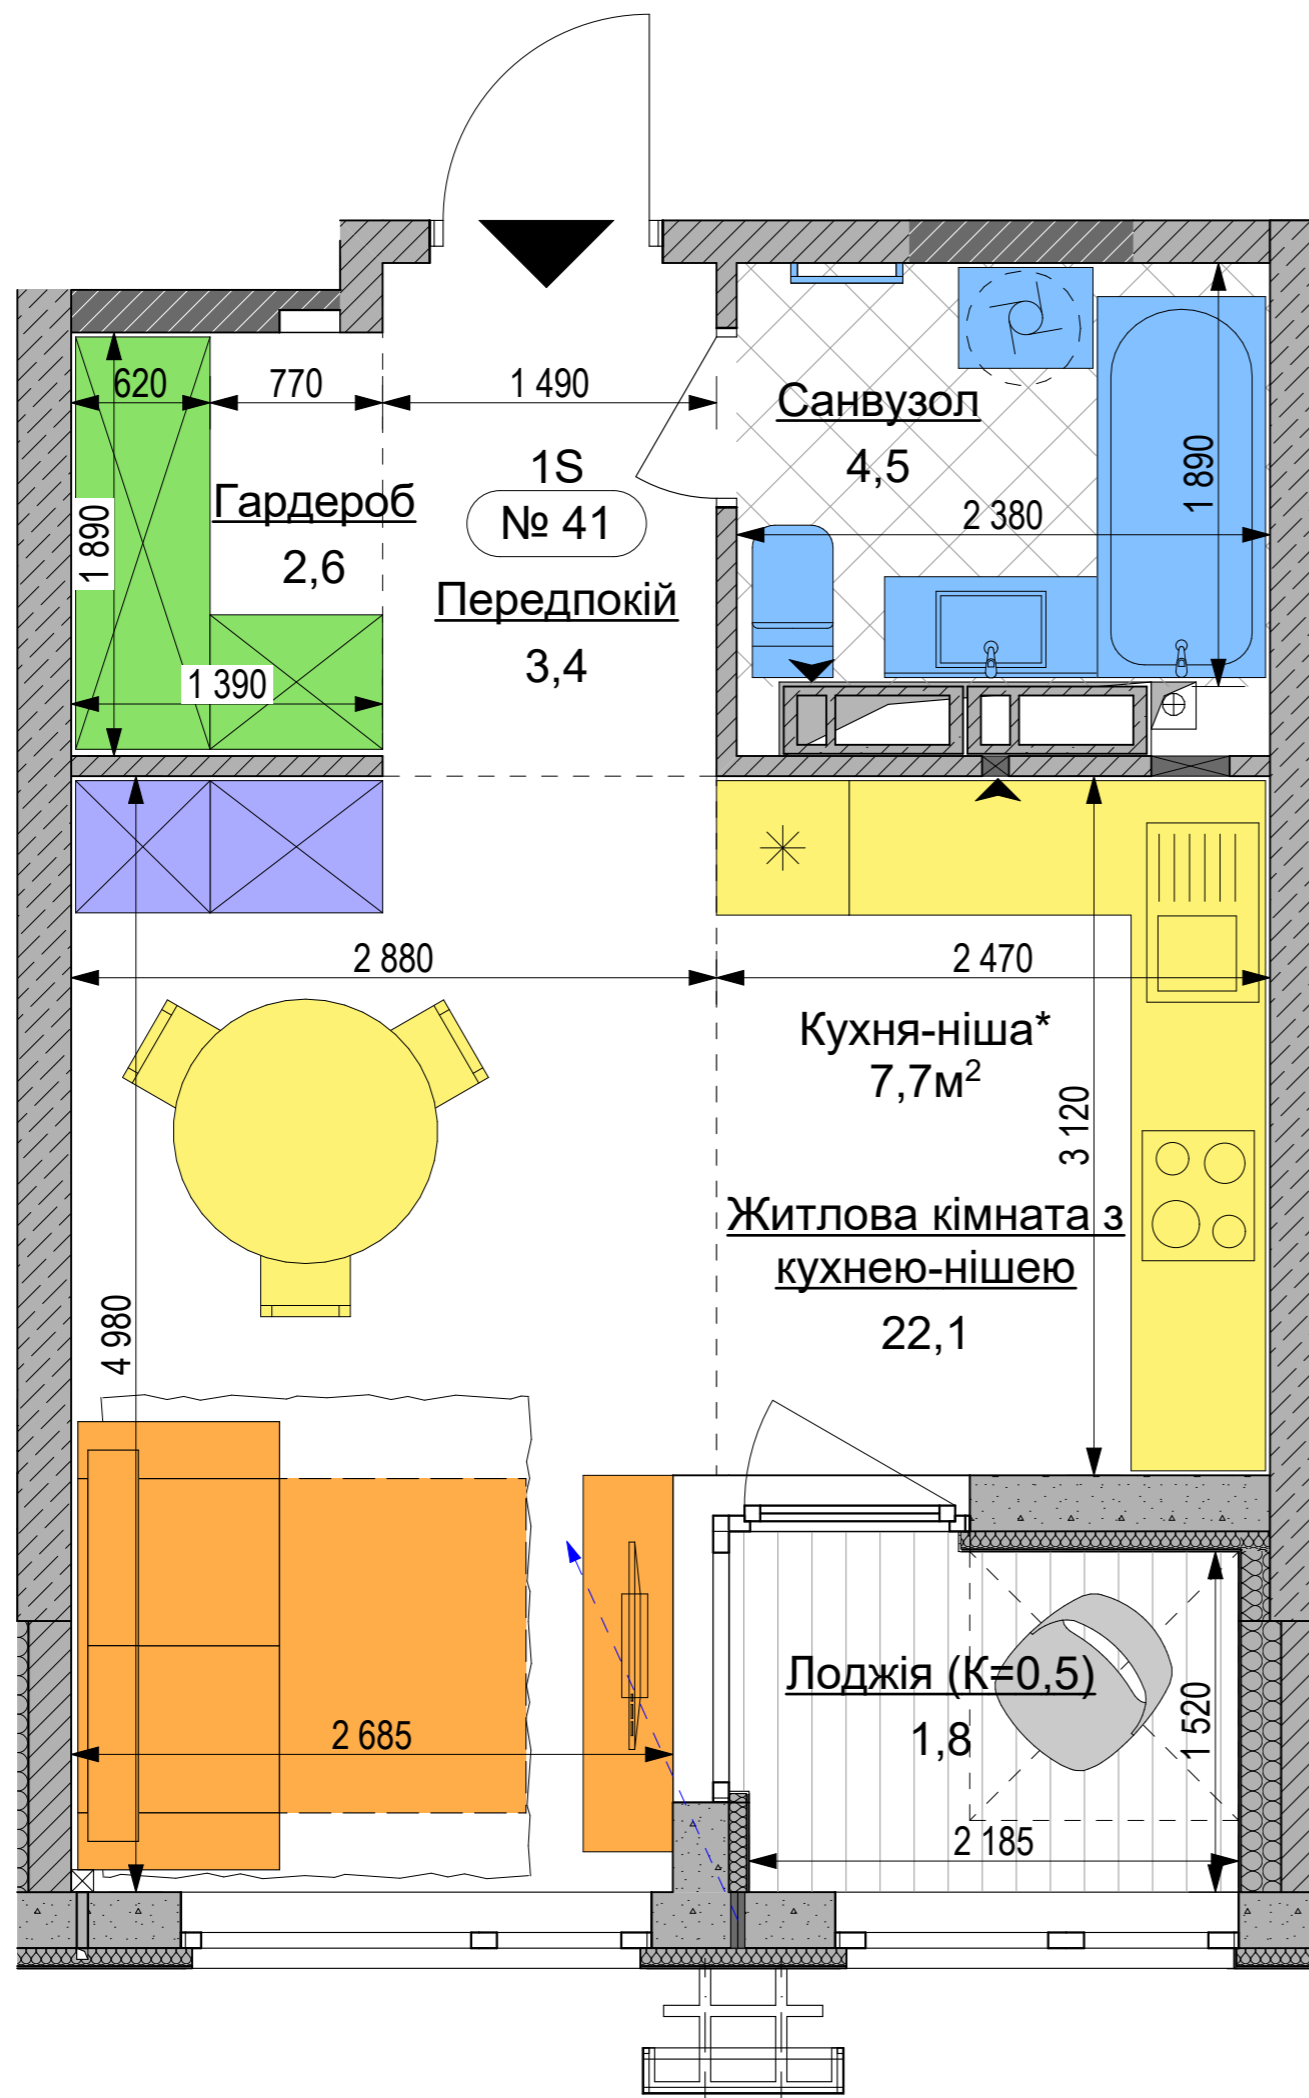 620
770
1 490
Санвузол
4,5
1 890
2 380
1S
№ 41
Гардероб
2,6
1 890
Передпокій
3,4
1 390
2 880
2 470
Кухня-ніша*
7,7м²
3 120
Житлова кімната з
кухнею-нішею
22,1
4 980
Лоджія (К=0,5)
1,8
1 520
2 685
2 185